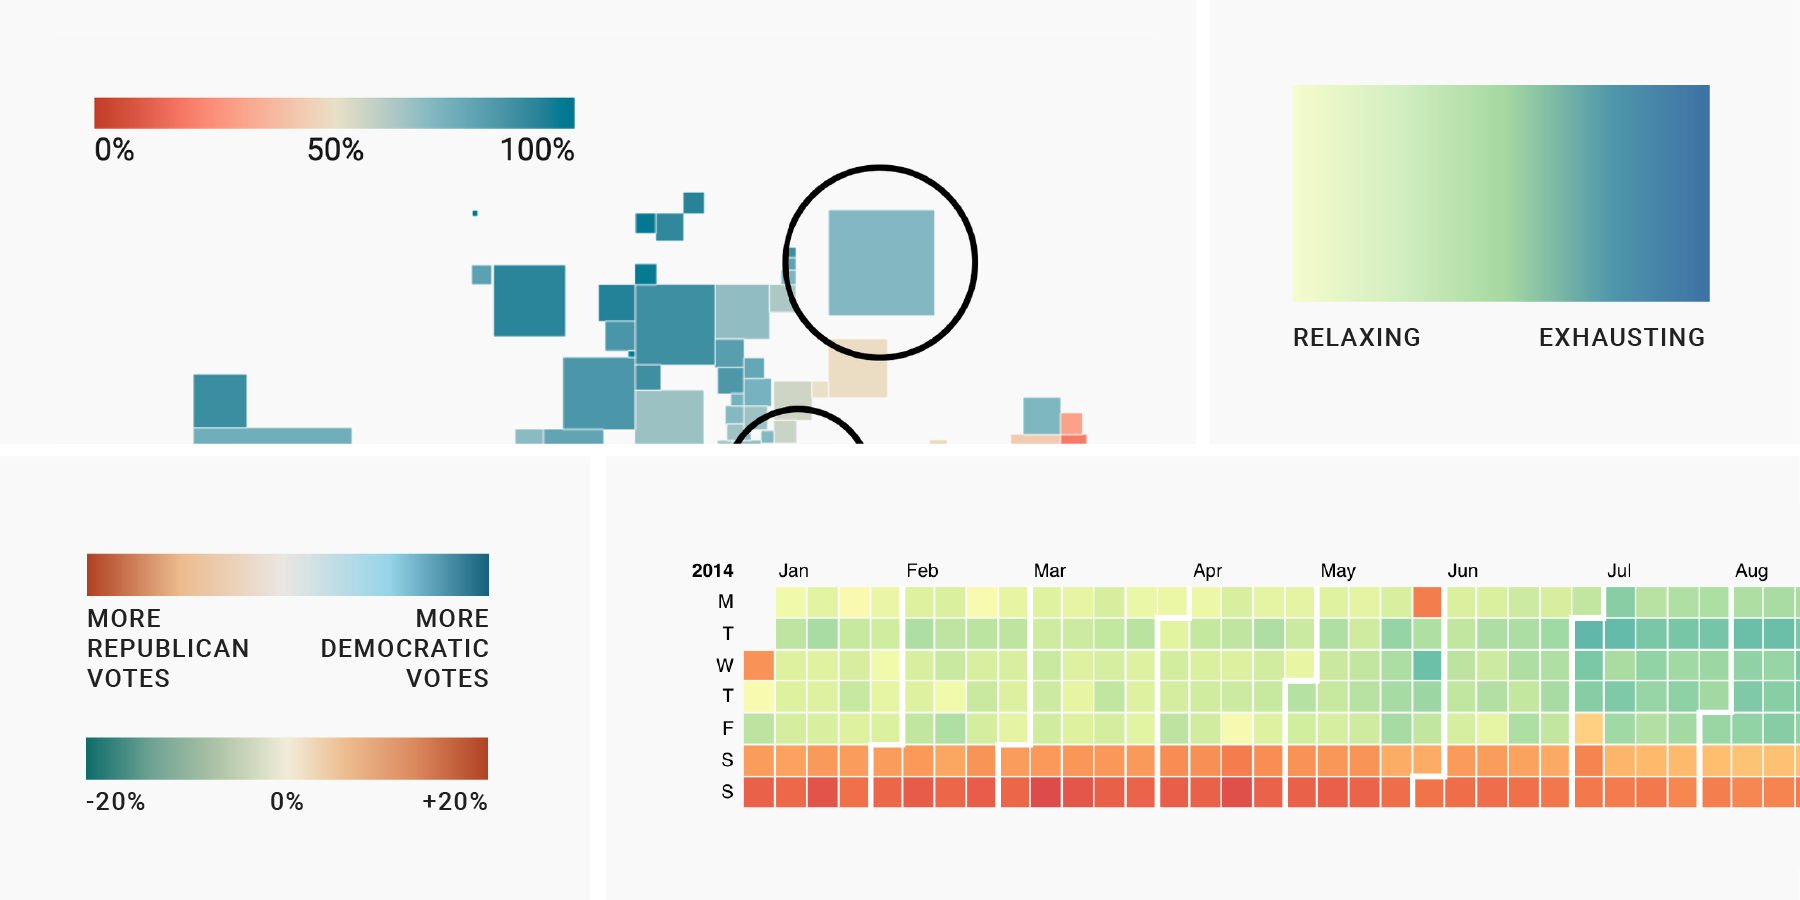 0% 50% 100%
RELAXING EXHAUSTING
MORE REPUBLICAN VOTES
MORE DEMOCRATIC VOTES
-20% 0% +20%
2014 Jan Feb Mar Apr May Jun Jul Aug
M
T
W
T
F
S
S